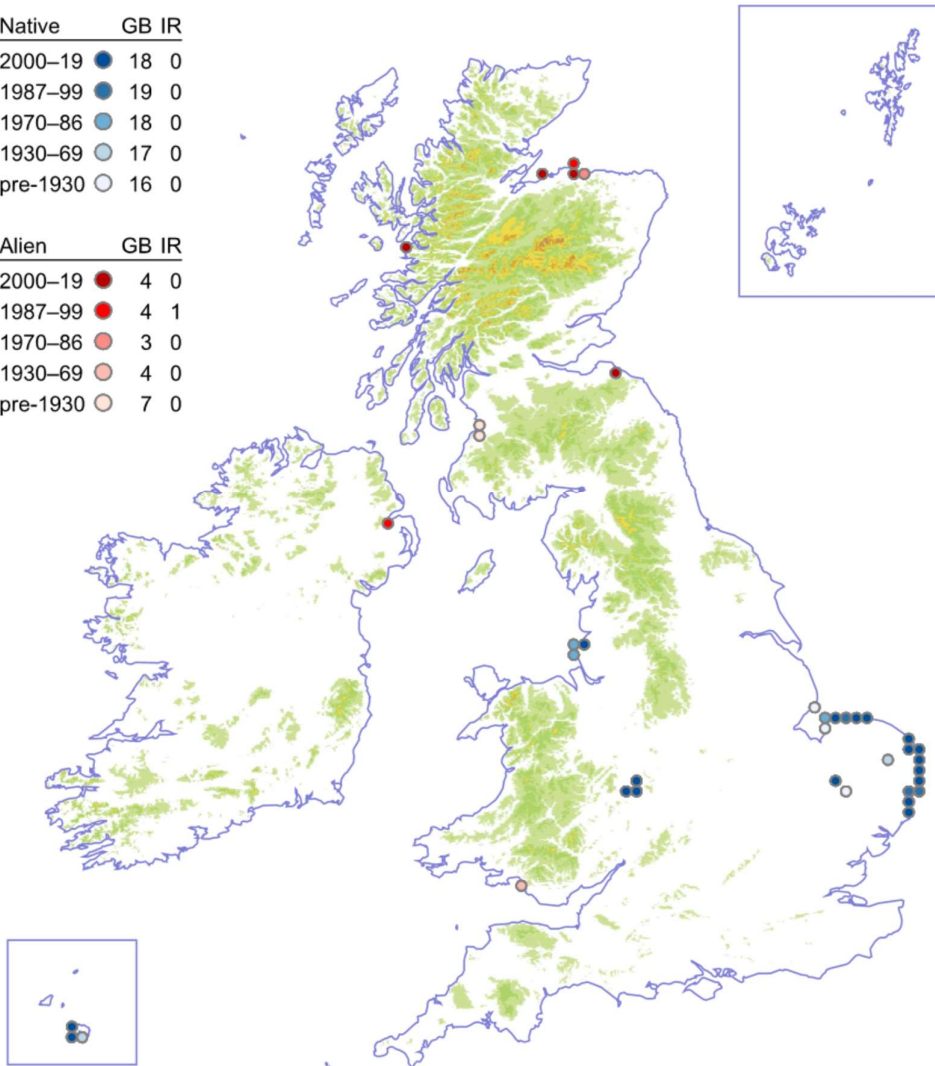 Native GB IR
2000–19 18 0
1987–99 19 0
1970–86 18 0
1930–69 17 0
pre-1930 16 0
Alien GB IR
2000–19 4 0
1987–99 4 1
1970–86 3 0
1930–69 4 0
pre-1930 7 0